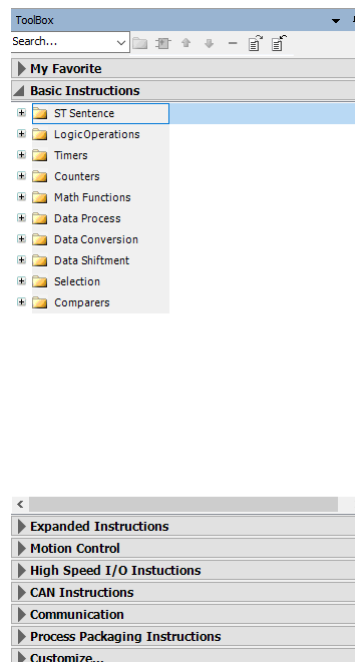 ToolBox
Search...
My Favorite
Basic Instructions
ST Sentence
LogicOperations
Timers
Counters
Math Functions
Data Process
Data Conversion
Data Shiftment
Selection
Comparers
Expanded Instructions
Motion Control
High Speed I/O Instuctions
CAN Instructions
Communication
Process Packaging Instructions
Customize...